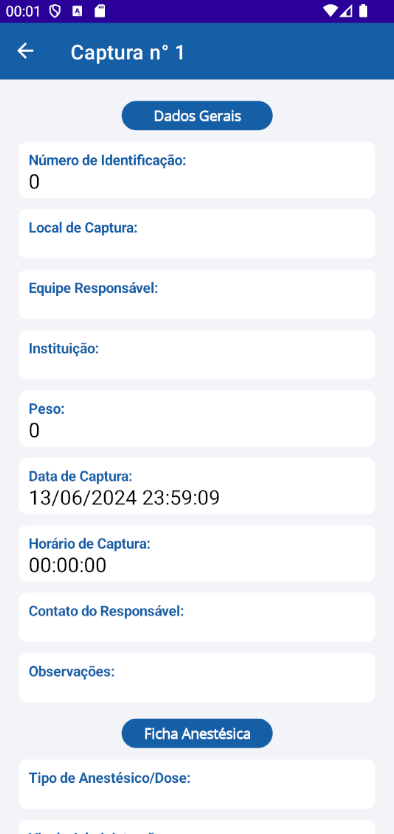 00:01
Captura n° 1
Dados Gerais
Número de Identificação:
0
Local de Captura:
Equipe Responsável:
Instituição:
Peso:
0
Data de Captura:
13/06/2024 23:59:09
Horário de Captura:
00:00:00
Contato do Responsável:
Observações:
Ficha Anestésica
Tipo de Anestésico/Dose: